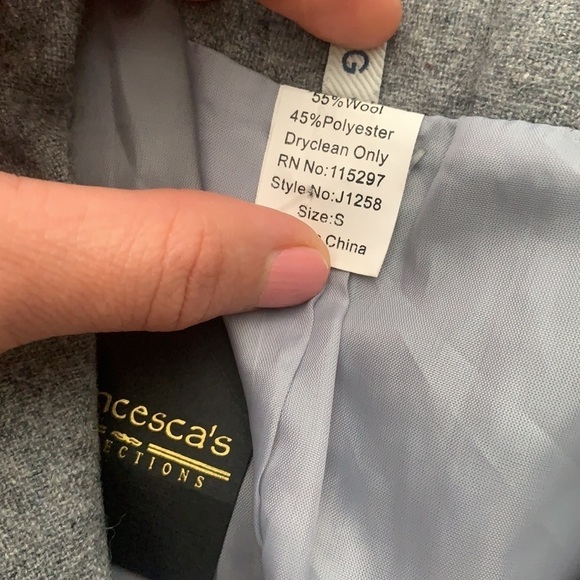 G
55%Wool
45%Polyester
Dryclean Only
RN No:115297
Style No:J1258
Size:S
China
ncesca's
ECTIONS